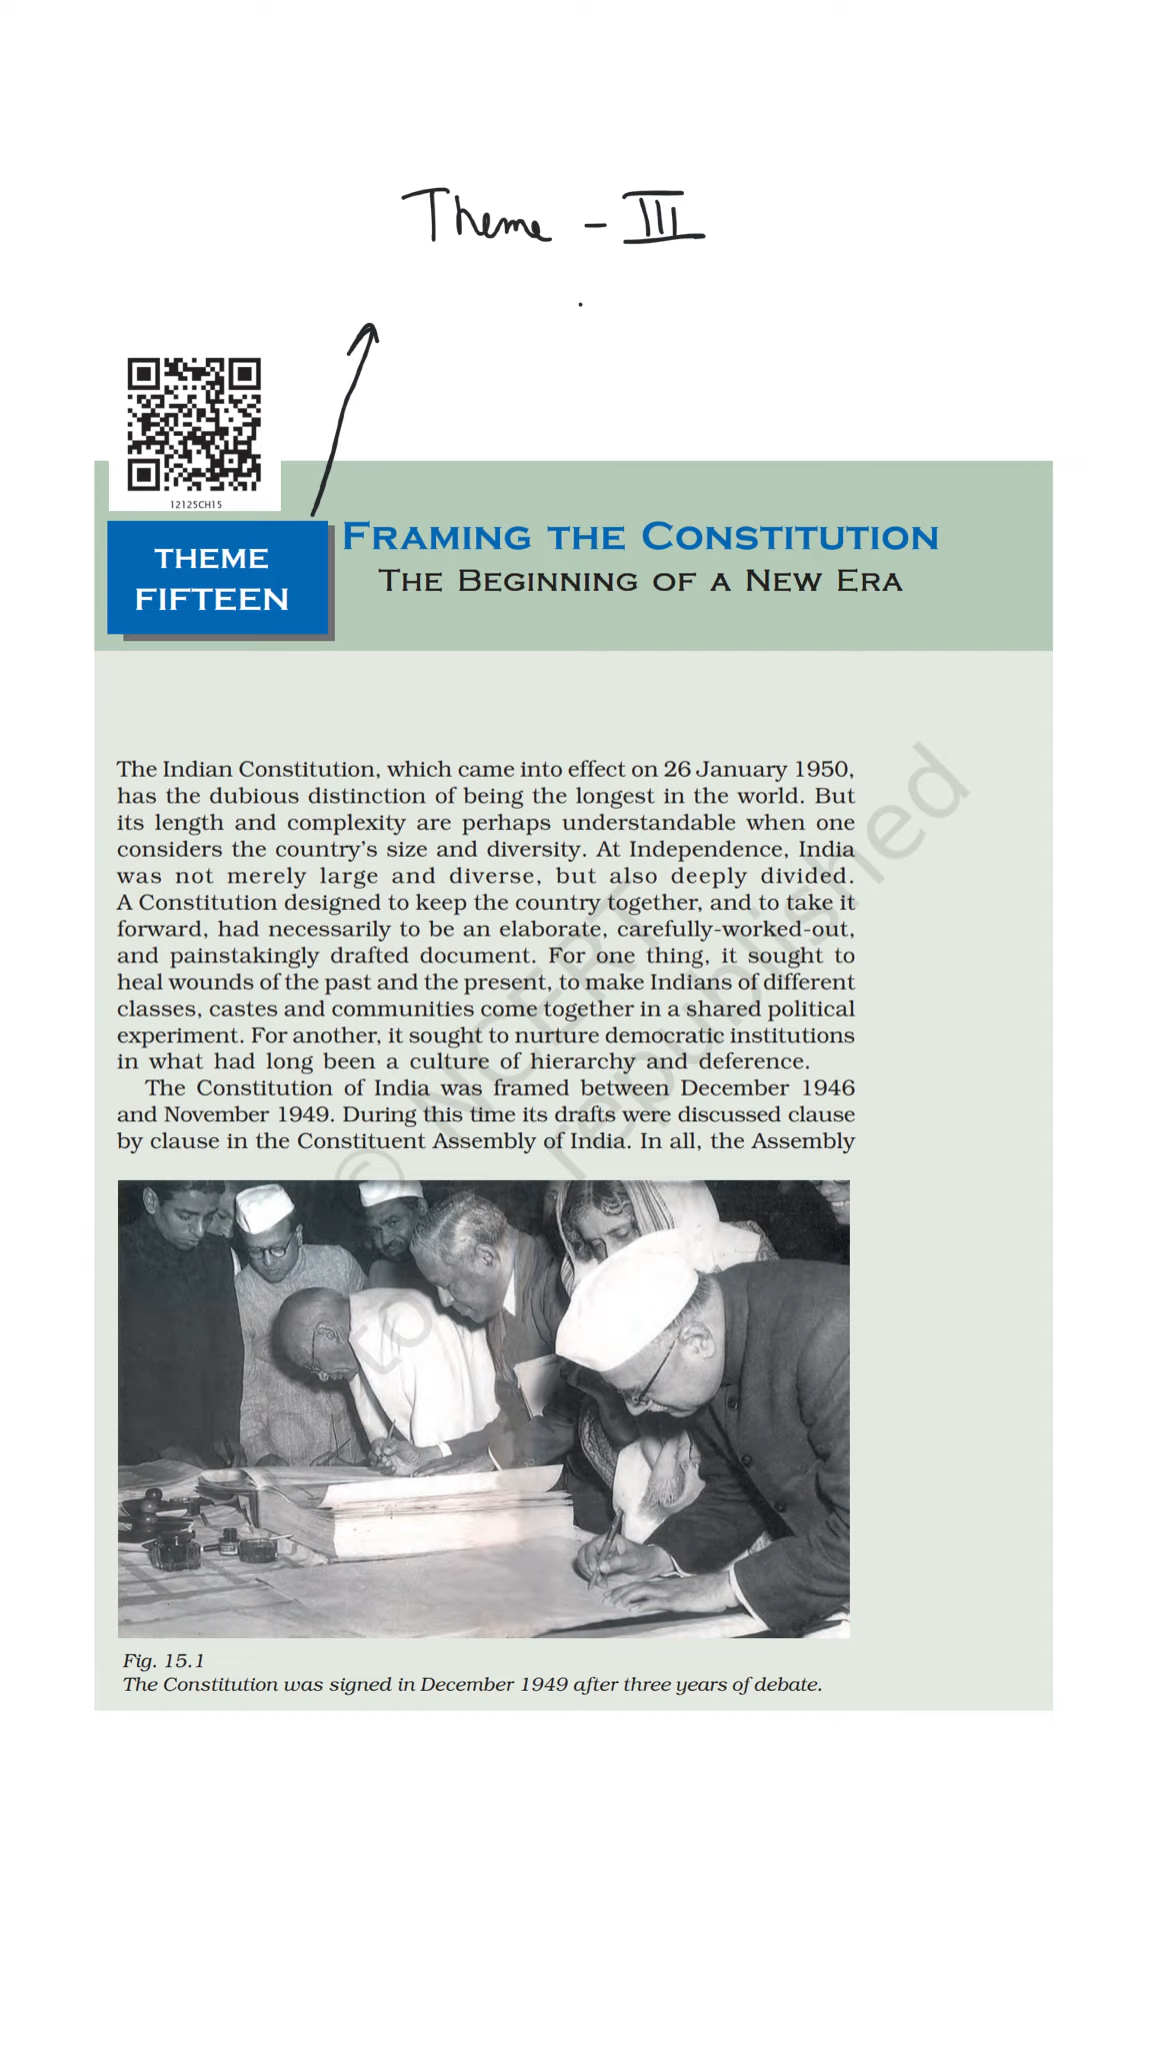 Theme - III
12125CH15
THEME
FIFTEEN
FRAMING THE CONSTITUTION
THE BEGINNING OF A NEW ERA
The Indian Constitution, which came into effect on 26 January 1950,
has the dubious distinction of being the longest in the world. But
its length and complexity are perhaps understandable when one
considers the country's size and diversity. At Independence, India
was not merely large and diverse, but also deeply divided.
A Constitution designed to keep the country together, and to take it
forward, had necessarily to be an elaborate, carefully-worked-out,
and painstakingly drafted document. For one thing, it sought to
heal wounds of the past and the present, to make Indians of different
classes, castes and communities come together in a shared political
experiment. For another, it sought to nurture democratic institutions
in what had long been a culture of hierarchy and deference.
The Constitution of India was framed between December 1946
and November 1949. During this time its drafts were discussed clause
by clause in the Constituent Assembly of India. In all, the Assembly
© NCERT
republished
Fig. 15.1
The Constitution was signed in December 1949 after three years of debate.